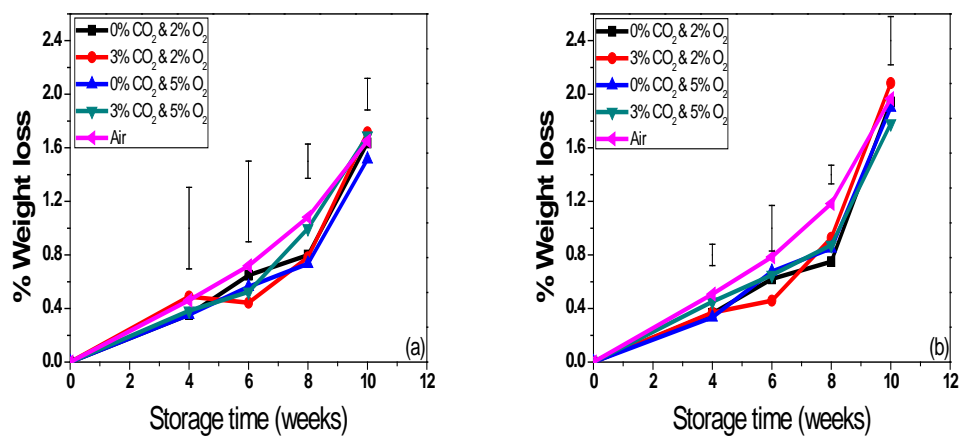 2.4
2.0
1.6
1.2
0.8
0.4
0.0
% Weight loss
0% CO₂ & 2% O₂
3% CO₂ & 2% O₂
0% CO₂ & 5% O₂
3% CO₂ & 5% O₂
Air
(a)
0 2 4 6 8 10 12
Storage time (weeks)
2.4
2.0
1.6
1.2
0.8
0.4
0.0
% Weight loss
0% CO₂ & 2% O₂
3% CO₂ & 2% O₂
0% CO₂ & 5% O₂
3% CO₂ & 5% O₂
Air
(b)
0 2 4 6 8 10 12
Storage time (weeks)